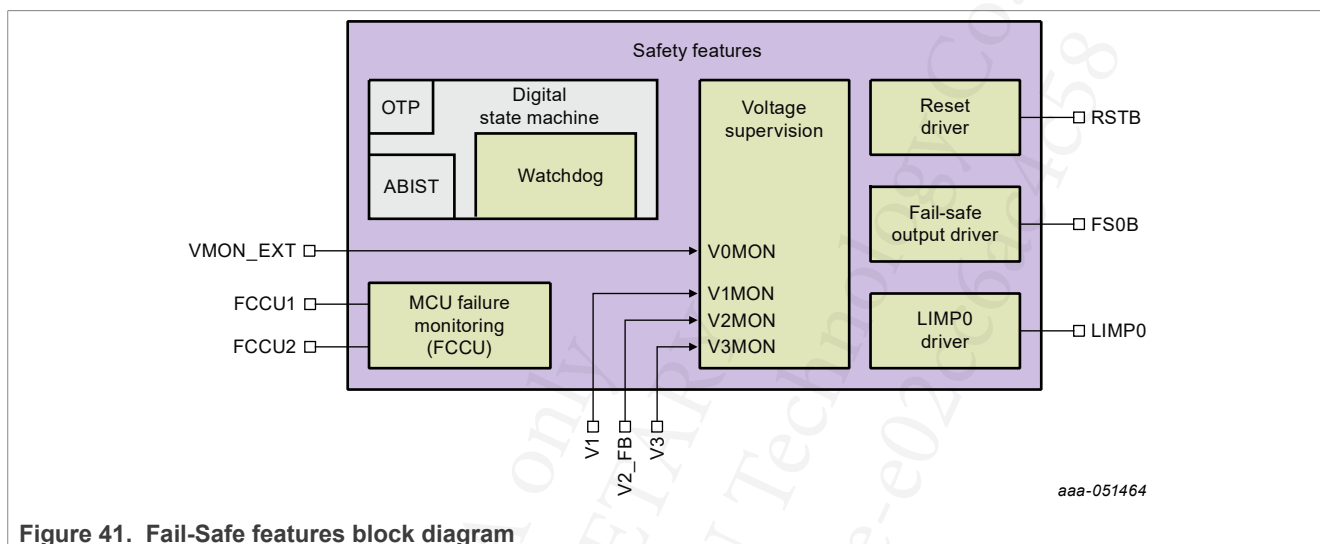 Safety features
OTP
Digital
state machine
ABIST
Watchdog
Voltage
supervision
V0MON
V1MON
V2MON
V3MON
Reset
driver
RSTB
Fail-safe
output driver
FS0B
LIMP0
driver
LIMP0
VMON_EXT
FCCU1
FCCU2
MCU failure
monitoring
(FCCU)
V1
V2_FB
V3
aaa-051464
Figure 41. Fail-Safe features block diagram